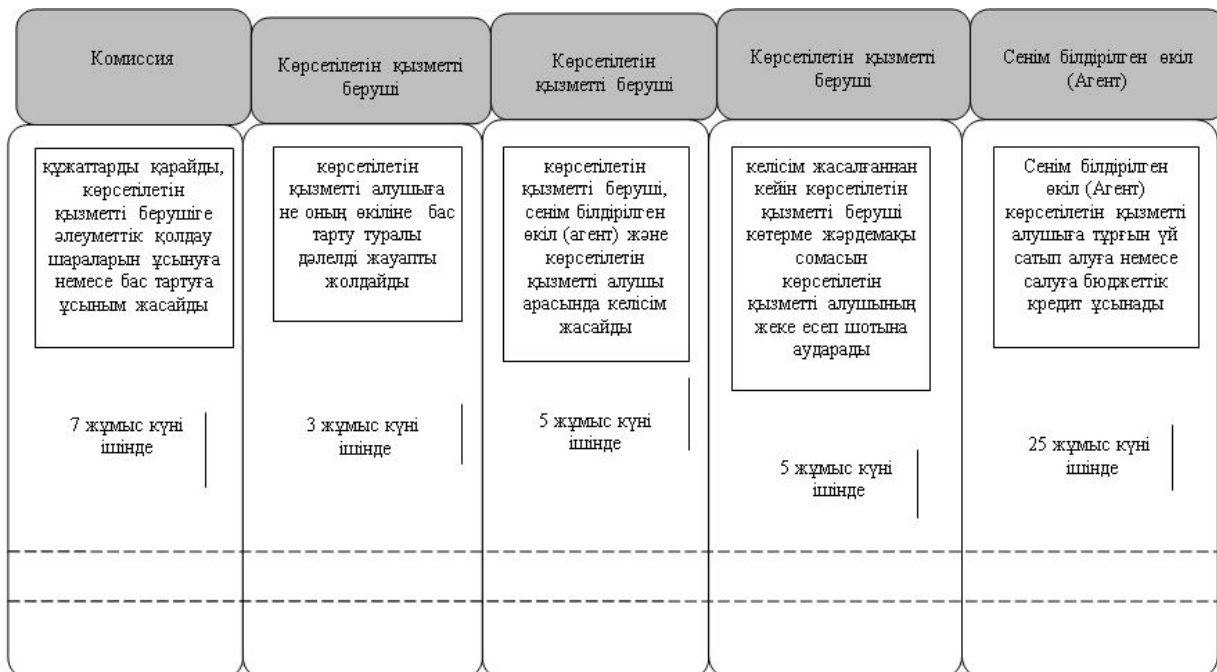 Комиссия
Көрсетілетін қызметті
беруші
Көрсетілетін
қызметті беруші
Көрсетілетін қызметті
беруші
Сенім білдірілген өкіл
(Агент)
құжаттарды қарайды,
көрсетілетін
қызметті берушіге
әлеуметтік қолдау
шараларын ұсынуға
немесе бас тартуға
ұсыным жасайды
7 жұмыс күні
ішінде
көрсетілетін
қызметті алушыға
не оның өкіліне бас
тарту туралы
дәлелді жауапты
жолдайды
3 жұмыс күні
ішінде
көрсетілетін
қызметті беруші,
сенім білдірілген
өкіл (агент) және
көрсетілетін
қызметті алушы
арасында келісім
жасайды
5 жұмыс күні
ішінде
келісім жасалғаннан
кейін көрсетілетін
қызметті беруші
көтерме жәрдемақы
сомасын
көрсетілетін
қызметті алушының
жеке есеп шотына
аударады
5 жұмыс күні
ішінде
Сенім білдірілген
өкіл (Агент)
көрсетілетін қызметті
алушыға тұрғын үй
сатып алуға немесе
салуға бюджеттік
кредит ұсынады
25 жұмыс күні
ішінде